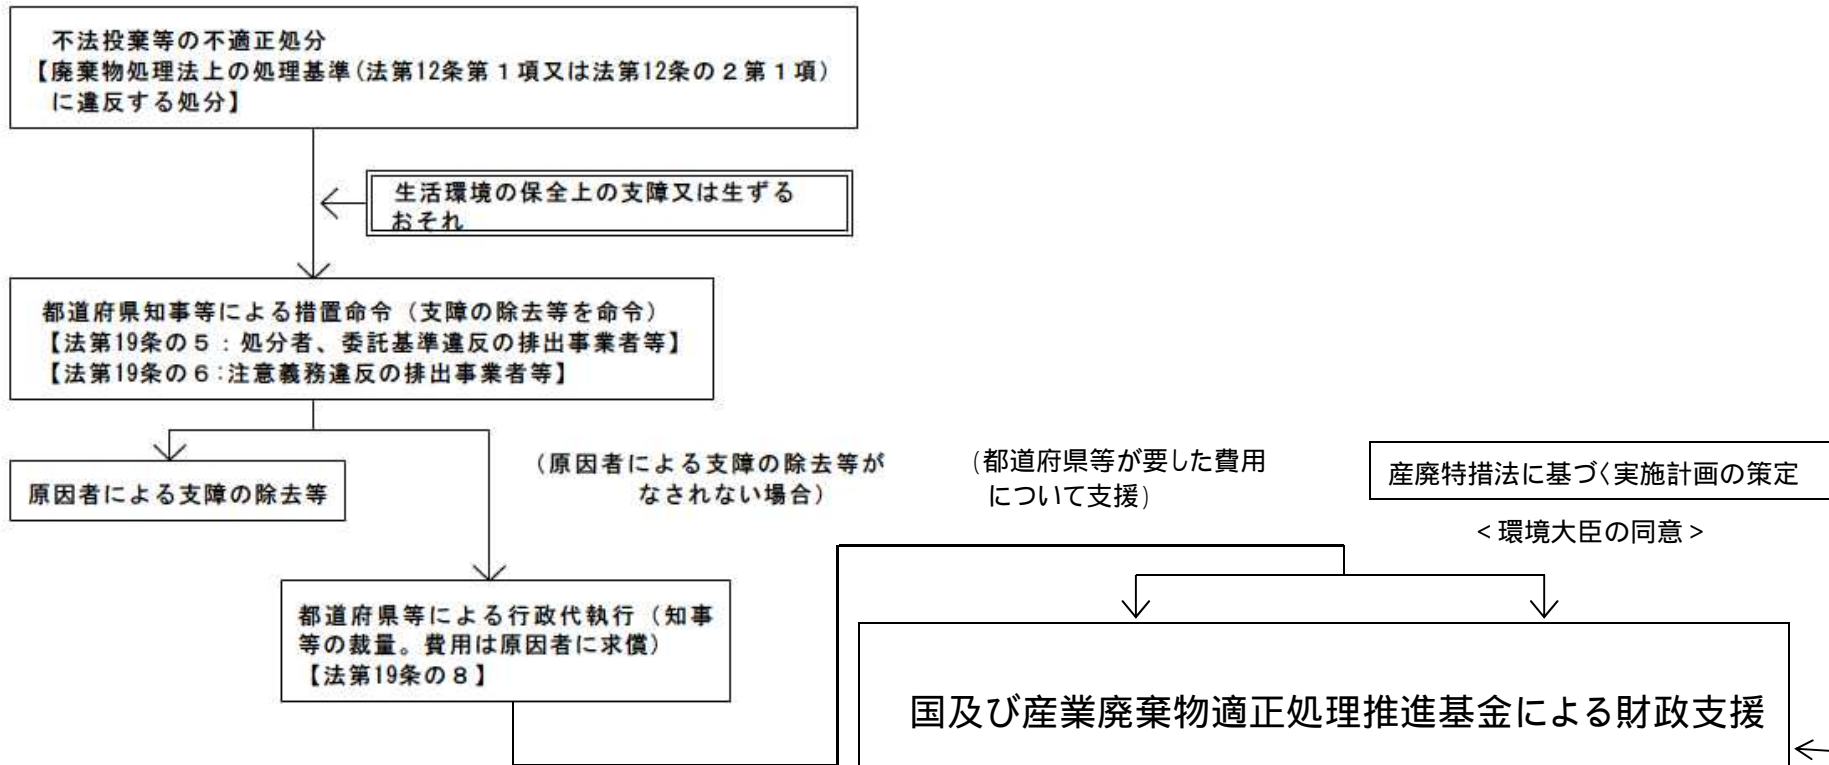 不法投棄等の不適正処分
【廃棄物処理法上の処理基準(法第12条第１項又は法第12条の２第１項)
に違反する処分】
生活環境の保全上の支障又は生ずる
おそれ
都道府県知事等による措置命令（支障の除去等を命令）
【法第19条の５：処分者、委託基準違反の排出事業者等】
【法第19条の６：注意義務違反の排出事業者等】
原因者による支障の除去等
（原因者による支障の除去等が
なされない場合）
（都道府県等が要した費用
について支援）
産廃特措法に基づく実施計画の策定
＜環境大臣の同意＞
都道府県等による行政代執行（知事
等の裁量。費用は原因者に求償）
【法第19条の８】
国及び産業廃棄物適正処理推進基金による財政支援